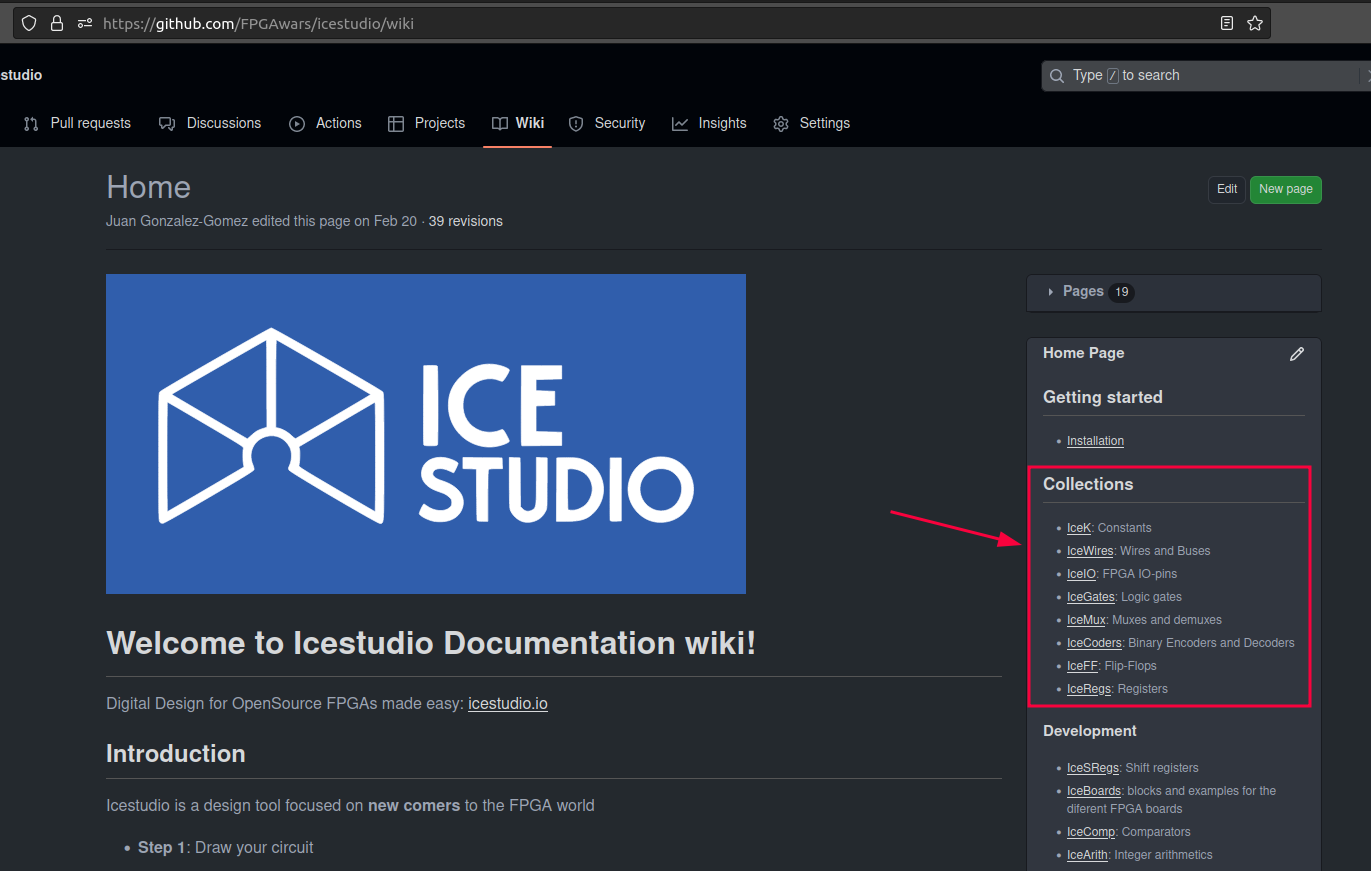 https://github.com/FPGAwars/icestudio/wiki
studio
Type / to search
Pull requests
Discussions
Actions
Projects
Wiki
Security
Insights
Settings
Home
Edit
New page
Juan Gonzalez-Gomez edited this page on Feb 20 · 39 revisions
ICE
STUDIO
Welcome to Icestudio Documentation wiki!
Digital Design for OpenSource FPGAs made easy: icestudio.io
Introduction
Icestudio is a design tool focused on new comers to the FPGA world
• Step 1: Draw your circuit
Pages 19
Home Page
Getting started
• Installation
Collections
• IceK: Constants
• IceWires: Wires and Buses
• IceIO: FPGA IO-pins
• IceGates: Logic gates
• IceMux: Muxes and demuxes
• IceCoders: Binary Encoders and Decoders
• IceFF: Flip-Flops
• IceRegs: Registers
Development
• IceSRegs: Shift registers
• IceBoards: blocks and examples for the
diferent FPGA boards
• IceComp: Comparators
• IceArith: Integer arithmetics